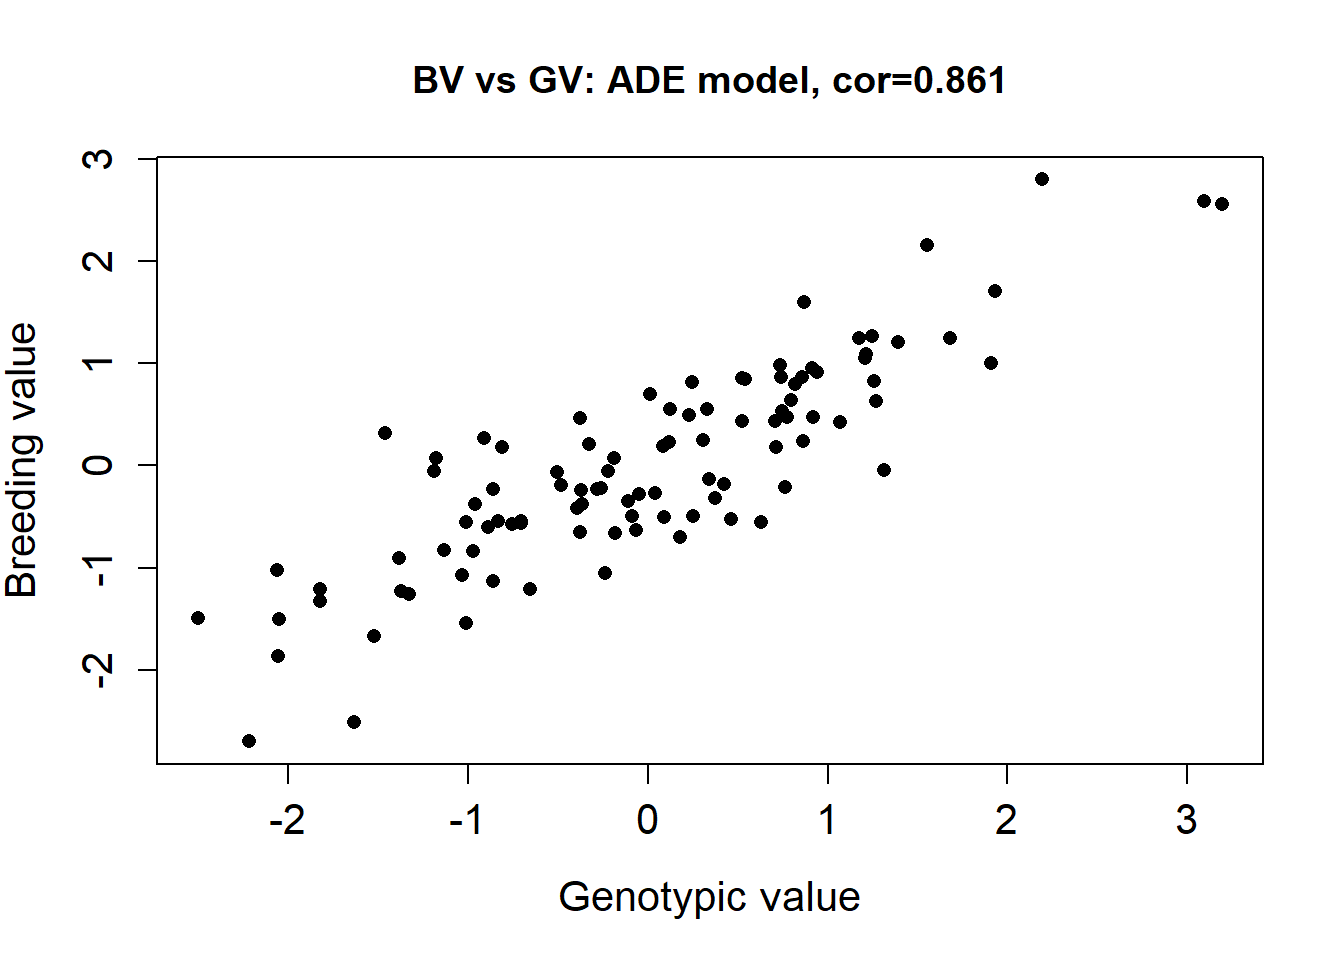 BV vs GV: ADE model, cor=0.861
3
2
1
0
-1
-2
Breeding value
-2 -1 0 1 2 3
Genotypic value